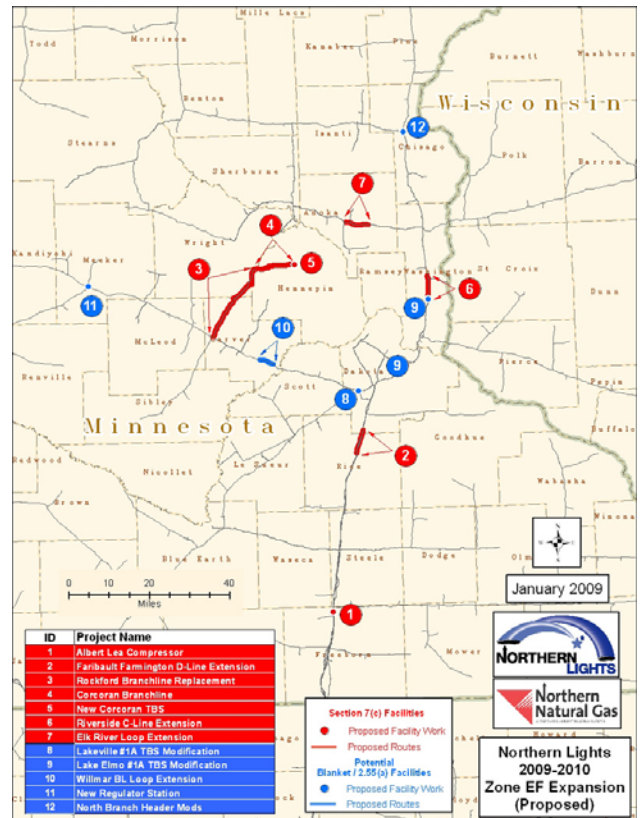 Mille Lacs
Todd
Morrison
Kanabec
Pine
Burnett
Washburn
Benton
Wisconsin
Isanti
12
Chisago
Stearns
Polk
Barron
Sherburne
7
Anoka
4
Wright
Kandiyohi
Meeker
3
5
Ramsey
Washington
St Croix
Hennepin
6
Dunn
11
9
10
McLeod
Carver
Renville
Dakota
9
Pierce
Scott
8
Pepin
Sibley
Minnesota
Goodhue
Buffalo
2
Redwood
Le Sueur
Rice
Nicollet
Wabasha
Brown
Winona
Blue Earth
Waseca
Steele
Dodge
Olm
0 10 20 30 40
Miles
January 2009
1
Freeborn
Mower
NORTHERN LIGHTS
ID Project Name
1 Albert Lea Compressor
2 Faribault Farmington D-Line Extension
3 Rockford Branchline Replacement
4 Corcoran Branchline
5 New Corcoran TBS
6 Riverside C-Line Extension
7 Elk River Loop Extension
8 Lakeville #1A TBS Modification
9 Lake Elmo #1A TBS Modification
10 Willmar BL Loop Extension
11 New Regulator Station
12 North Branch Header Mods
Section 7(c) Facilities
Proposed Facility Work
Proposed Routes
Potential
Blanket / 2.55(a) Facilities
Proposed Facility Work
Proposed Routes
Northern
Natural Gas
Northern Lights
2009-2010
Zone EF Expansion
(Proposed)